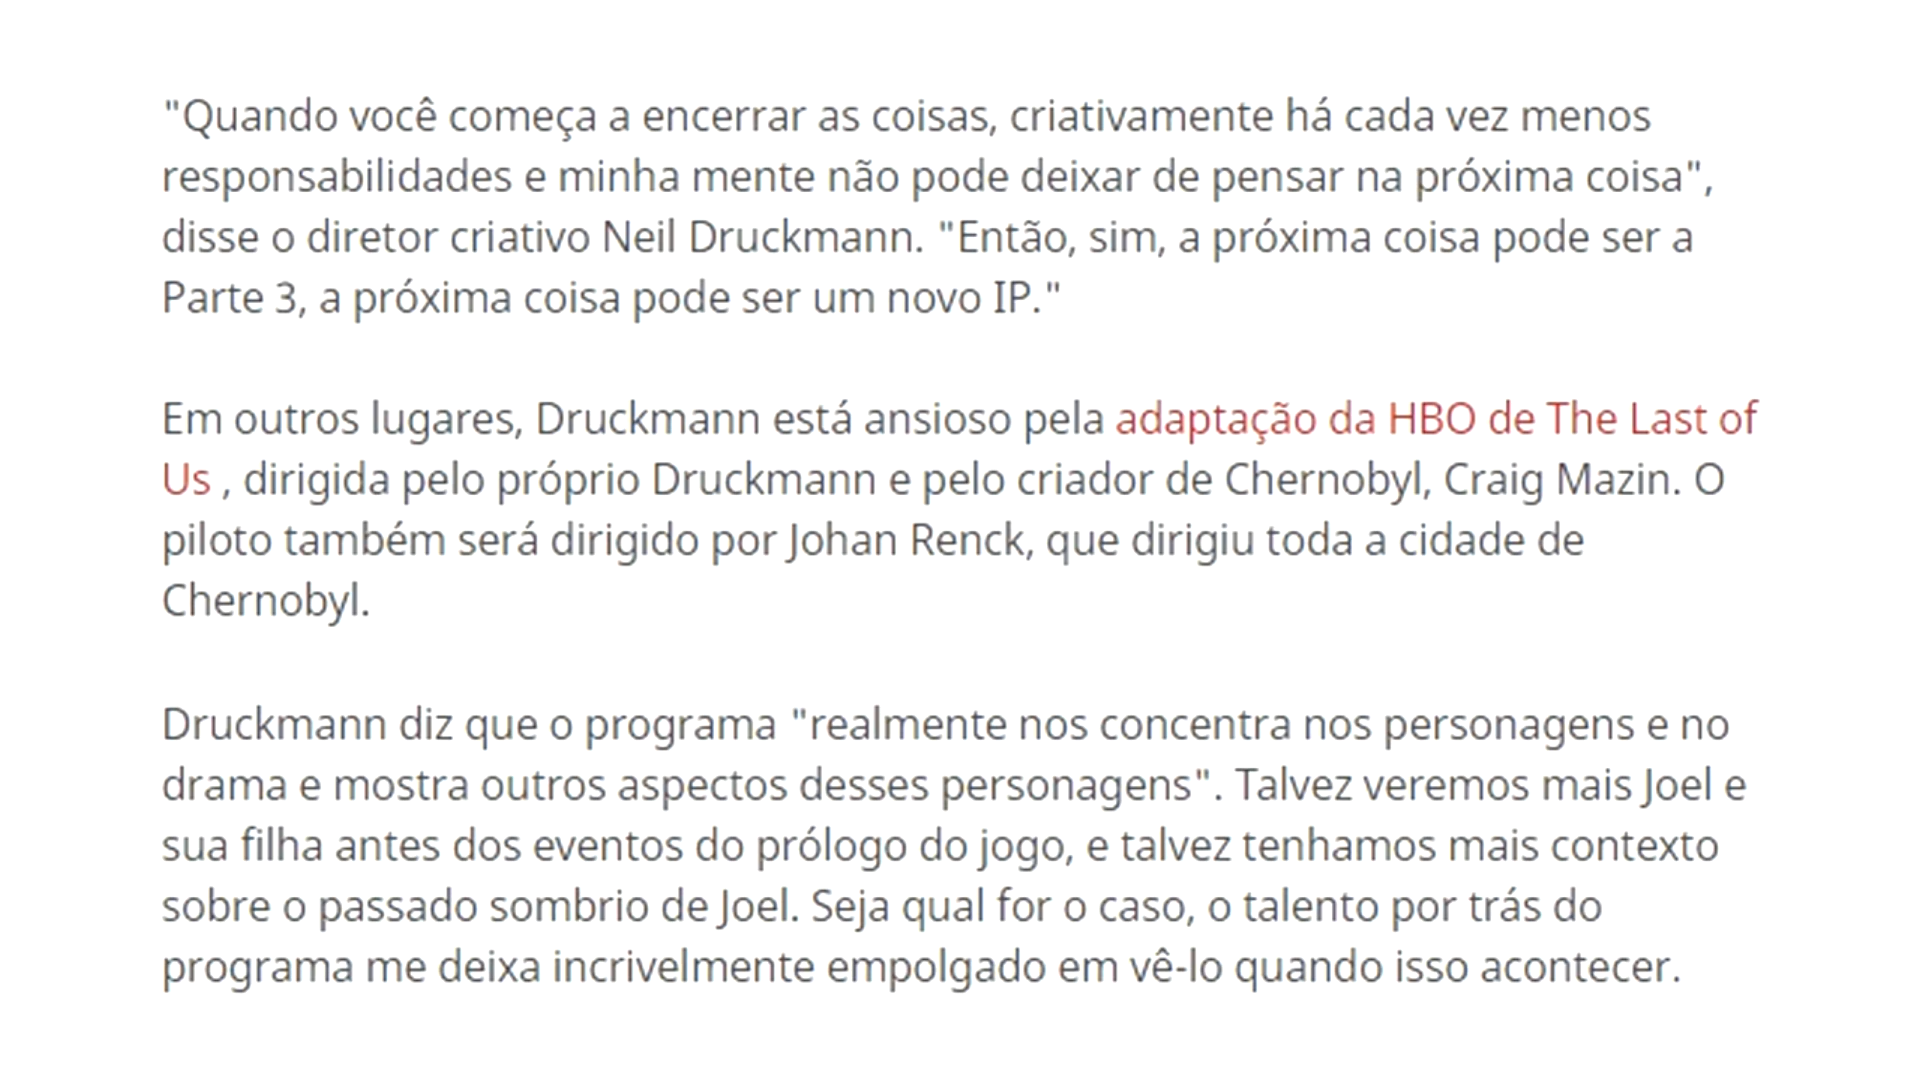 "Quando você começa a encerrar as coisas, criativamente há cada vez menos
responsabilidades e minha mente não pode deixar de pensar na próxima coisa",
disse o diretor criativo Neil Druckmann. "Então, sim, a próxima coisa pode ser a
Parte 3, a próxima coisa pode ser um novo IP."
Em outros lugares, Druckmann está ansioso pela adaptação da HBO de The Last of
Us , dirigida pelo próprio Druckmann e pelo criador de Chernobyl, Craig Mazin. O
piloto também será dirigido por Johan Renck, que dirigiu toda a cidade de
Chernobyl.
Druckmann diz que o programa "realmente nos concentra nos personagens e no
drama e mostra outros aspectos desses personagens". Talvez veremos mais Joel e
sua filha antes dos eventos do prólogo do jogo, e talvez tenhamos mais contexto
sobre o passado sombrio de Joel. Seja qual for o caso, o talento por trás do
programa me deixa incrivelmente empolgado em vê-lo quando isso acontecer.